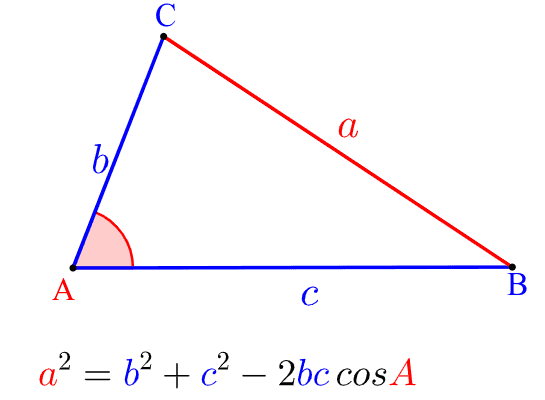 C
b
a
A
c
B
a² = b² + c² − 2bc cosA